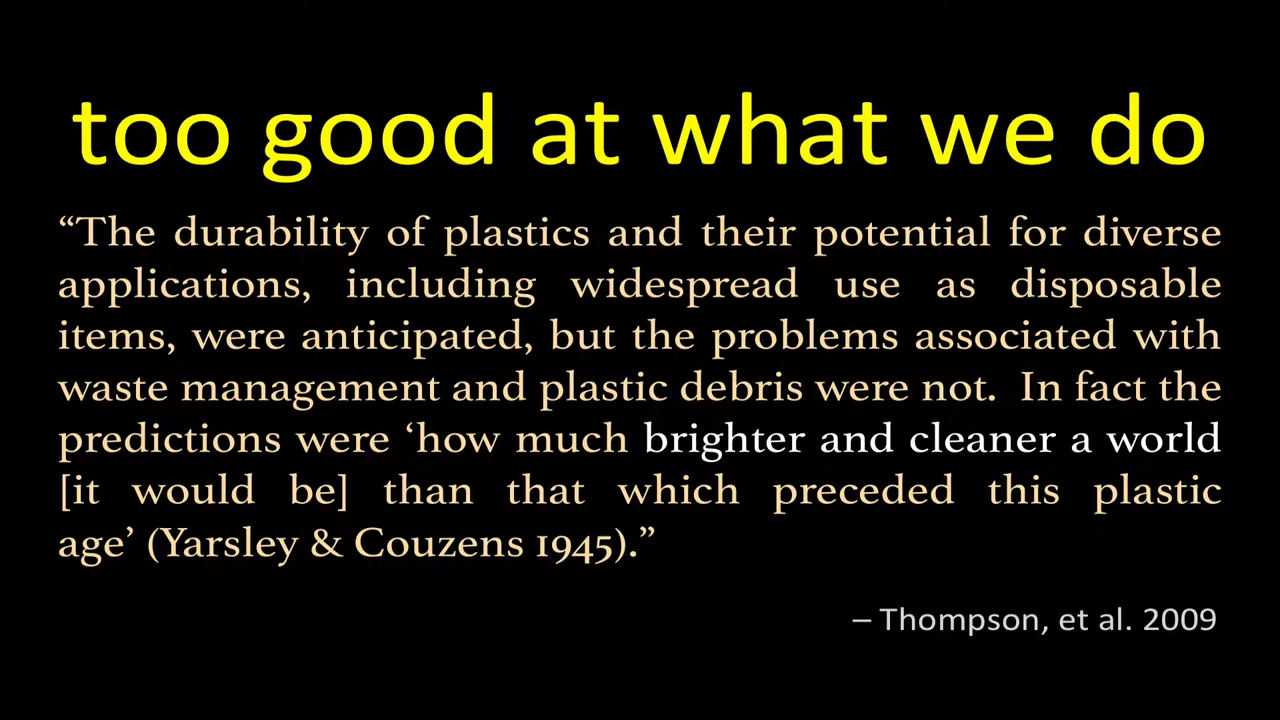 too good at what we do
“The durability of plastics and their potential for diverse
applications, including widespread use as disposable
items, were anticipated, but the problems associated with
waste management and plastic debris were not.  In fact the
predictions were ‘how much brighter and cleaner a world
[it would be] than that which preceded this plastic
age’ (Yarsley & Couzens 1945).”
– Thompson, et al. 2009